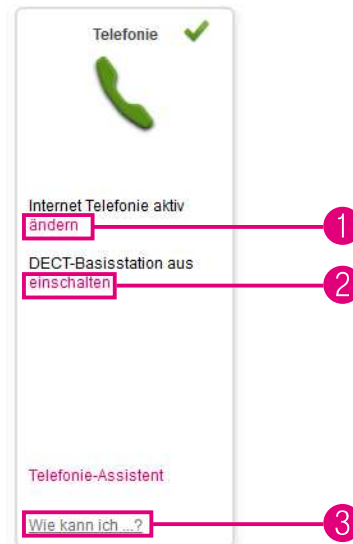 Telefonie
Internet Telefonie aktiv
ändern
1
DECT-Basisstation aus
einschalten
2
Telefonie-Assistent
Wie kann ich ...?
3